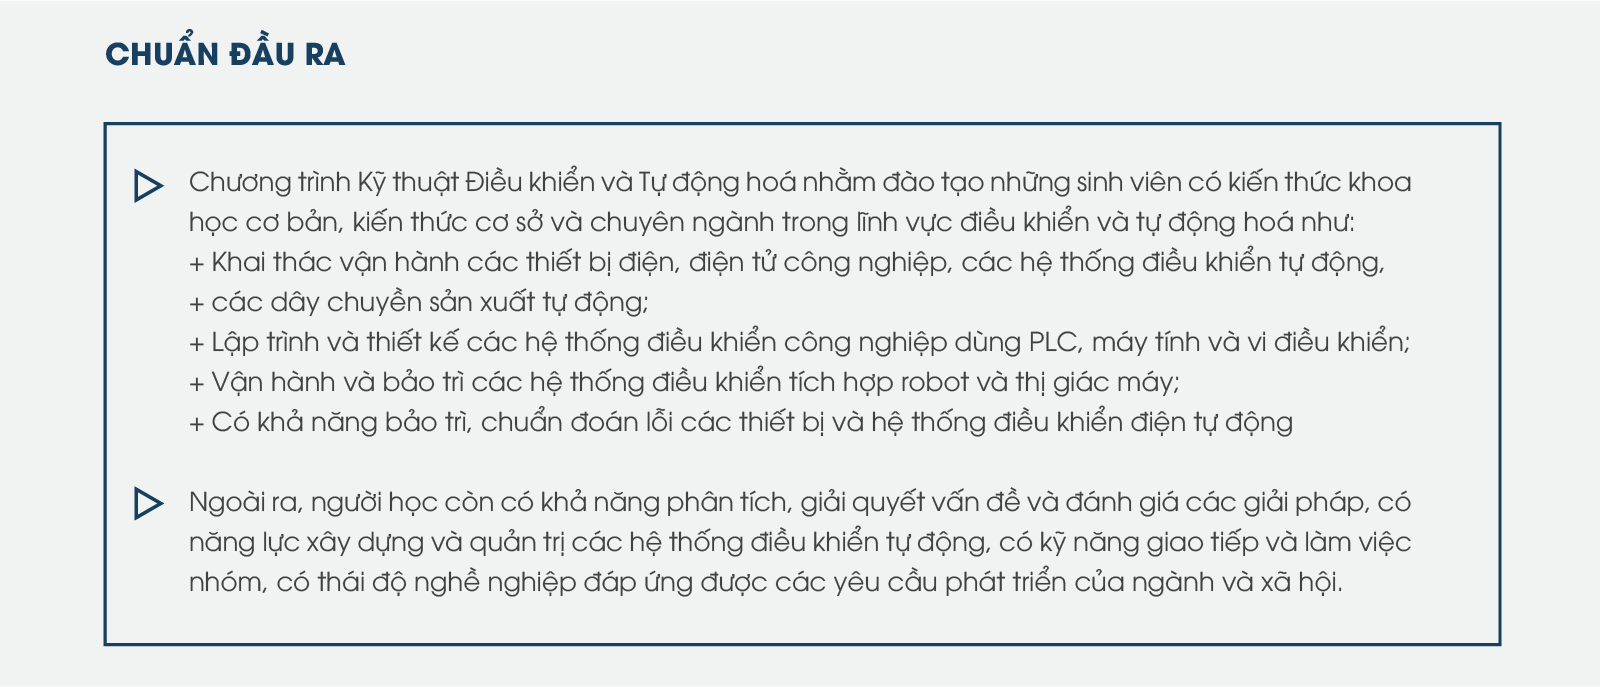 CHUẨN ĐẦU RA
Chương trình Kỹ thuật Điều khiển và Tự động hoá nhằm đào tạo những sinh viên có kiến thức khoa
học cơ bản, kiến thức cơ sở và chuyên ngành trong lĩnh vực điều khiển và tự động hoá như:
+ Khai thác vận hành các thiết bị điện, điện tử công nghiệp, các hệ thống điều khiển tự động,
+ các dây chuyền sản xuất tự động;
+ Lập trình và thiết kế các hệ thống điều khiển công nghiệp dùng PLC, máy tính và vi điều khiển;
+ Vận hành và bảo trì các hệ thống điều khiển tích hợp robot và thị giác máy;
+ Có khả năng bảo trì, chuẩn đoán lỗi các thiết bị và hệ thống điều khiển điện tự động
Ngoài ra, người học còn có khả năng phân tích, giải quyết vấn đề và đánh giá các giải pháp, có
năng lực xây dựng và quản trị các hệ thống điều khiển tự động, có kỹ năng giao tiếp và làm việc
nhóm, có thái độ nghề nghiệp đáp ứng được các yêu cầu phát triển của ngành và xã hội.